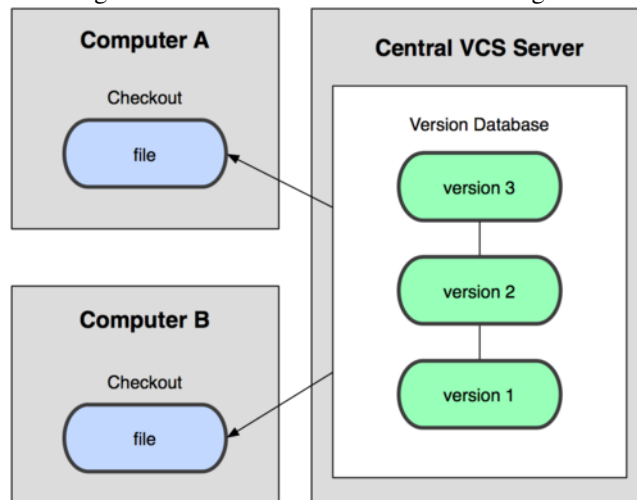 Computer A
Checkout
file
Central VCS Server
Version Database
version 3
version 2
version 1
Computer B
Checkout
file